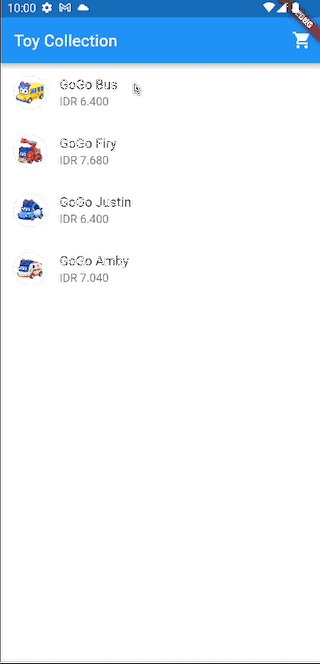 10:00
DEBUG
Toy Collection
GoGo Bus
IDR 6.400
GoGo Firy
IDR 7.680
GoGo Justin
IDR 6.400
GoGo Amby
IDR 7.040